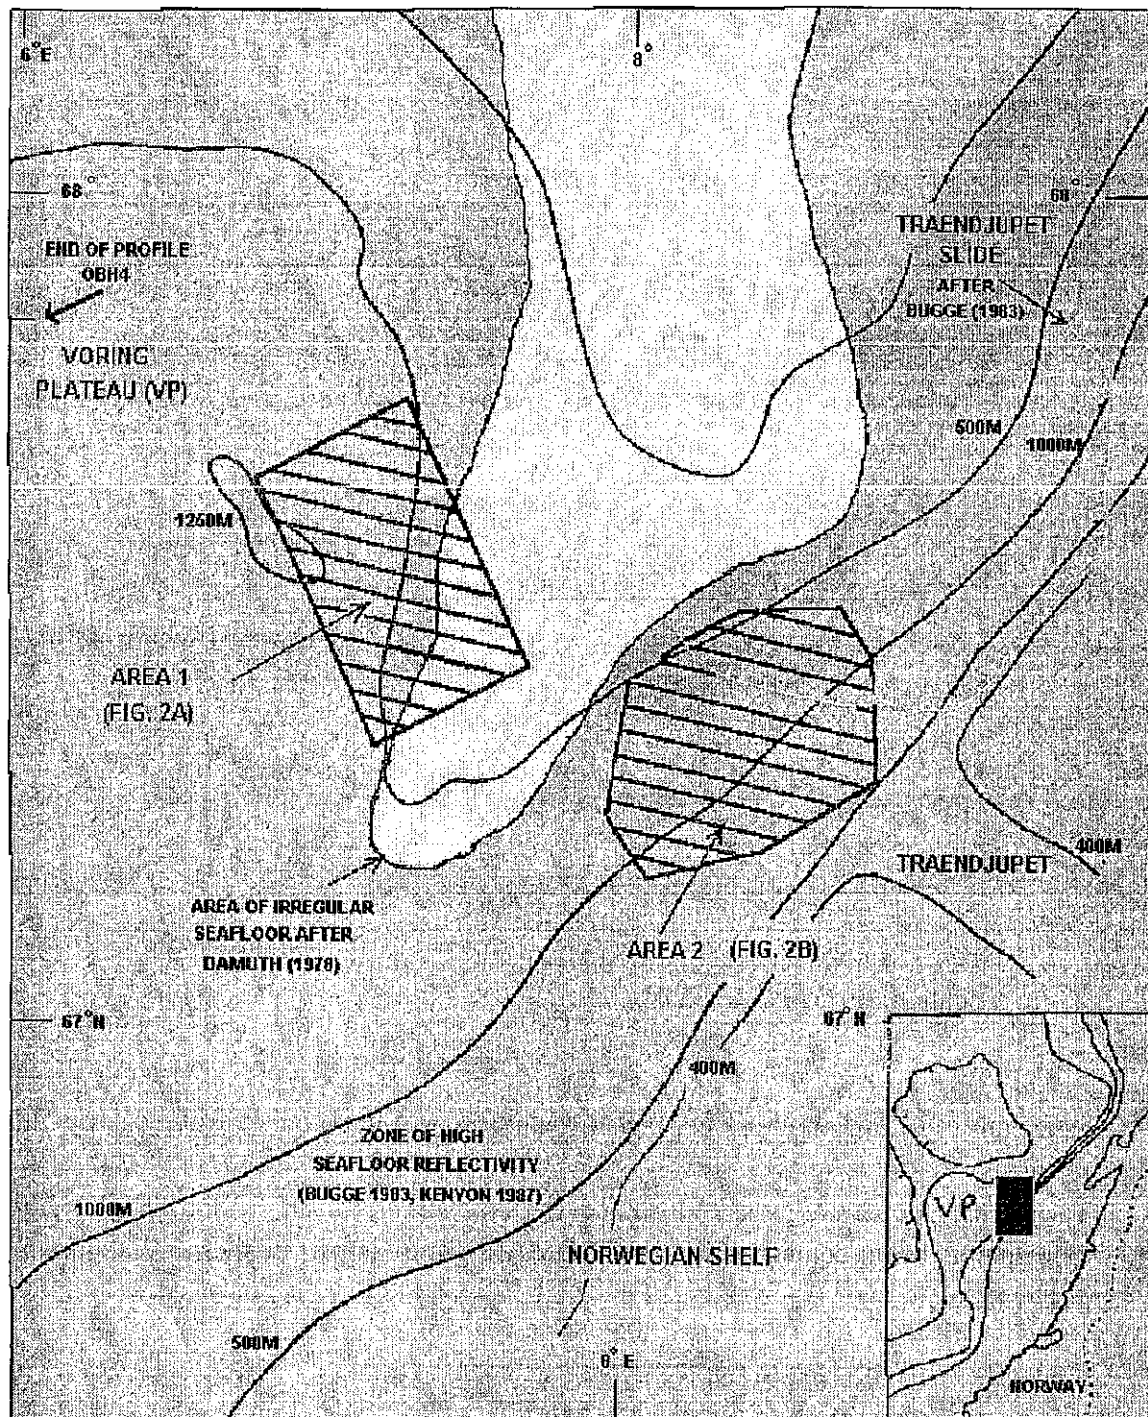 6°E
8°
68°
68°
END OF PROFILE
OBH4
TRAENDJUPET
SLIDE
AFTER
BUGGE (1983)
VORING
PLATEAU (VP)
500M
1000M
1250M
AREA 1
(FIG. 2A)
400M
TRAENDJUPET
AREA OF IRREGULAR
SEAFLOOR AFTER
DAMUTH (1978)
AREA 2 (FIG. 2B)
67°N
67°N
400M
ZONE OF HIGH
SEAFLOOR REFLECTIVITY
(BUGGE 1983, KENYON 1987)
1000M
VP
NORWEGIAN SHELF
500M
8°E
NORWAY